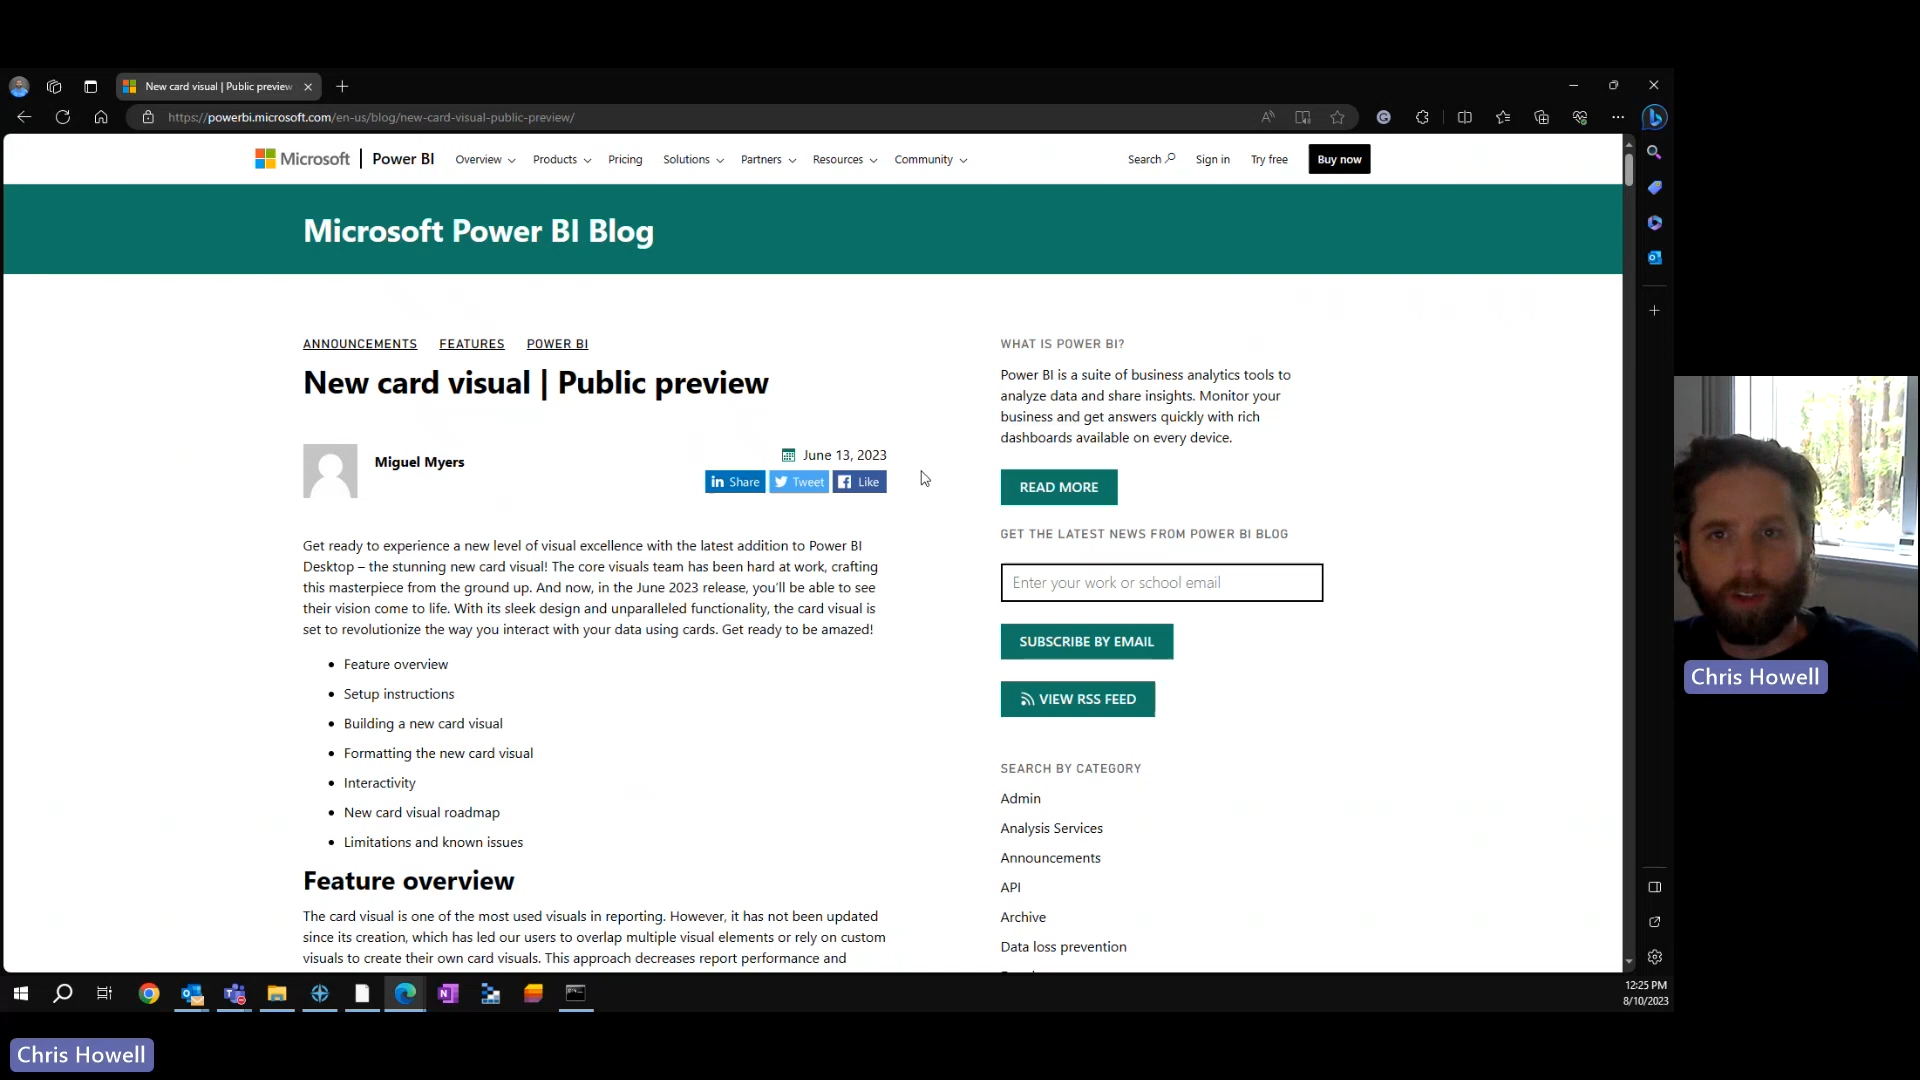 New card visual | Public preview
https://powerbi.microsoft.com/en-us/blog/new-card-visual-public-preview/
Microsoft | Power BI Overview Products Pricing Solutions Partners Resources Community Search Sign in Try free Buy now
Microsoft Power BI Blog
ANNOUNCEMENTS FEATURES POWER BI
New card visual | Public preview
Miguel Myers
June 13, 2023
in Share Tweet Like
Get ready to experience a new level of visual excellence with the latest addition to Power BI
Desktop – the stunning new card visual! The core visuals team has been hard at work, crafting
this masterpiece from the ground up. And now, in the June 2023 release, you’ll be able to see
their vision come to life. With its sleek design and unparalleled functionality, the card visual is
set to revolutionize the way you interact with your data using cards. Get ready to be amazed!
• Feature overview
• Setup instructions
• Building a new card visual
• Formatting the new card visual
• Interactivity
• New card visual roadmap
• Limitations and known issues
Feature overview
The card visual is one of the most used visuals in reporting. However, it has not been updated
since its creation, which has led our users to overlap multiple visual elements or rely on custom
visuals to create their own card visuals. This approach decreases report performance and
WHAT IS POWER BI?
Power BI is a suite of business analytics tools to
analyze data and share insights. Monitor your
business and get answers quickly with rich
dashboards available on every device.
READ MORE
GET THE LATEST NEWS FROM POWER BI BLOG
Enter your work or school email
SUBSCRIBE BY EMAIL
VIEW RSS FEED
SEARCH BY CATEGORY
Admin
Analysis Services
Announcements
API
Archive
Data loss prevention
Chris Howell
12:25 PM
8/10/2023
Chris Howell